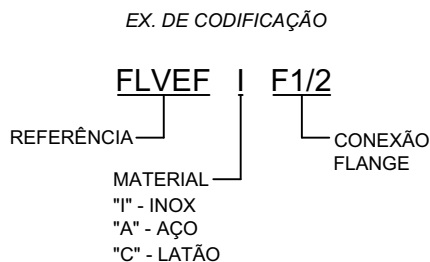 EX. DE CODIFICAÇÃO
FLVEF I F1/2
REFERÊNCIA
CONEXÃO
FLANGE
MATERIAL
"I" - INOX
"A" - AÇO
"C" - LATÃO